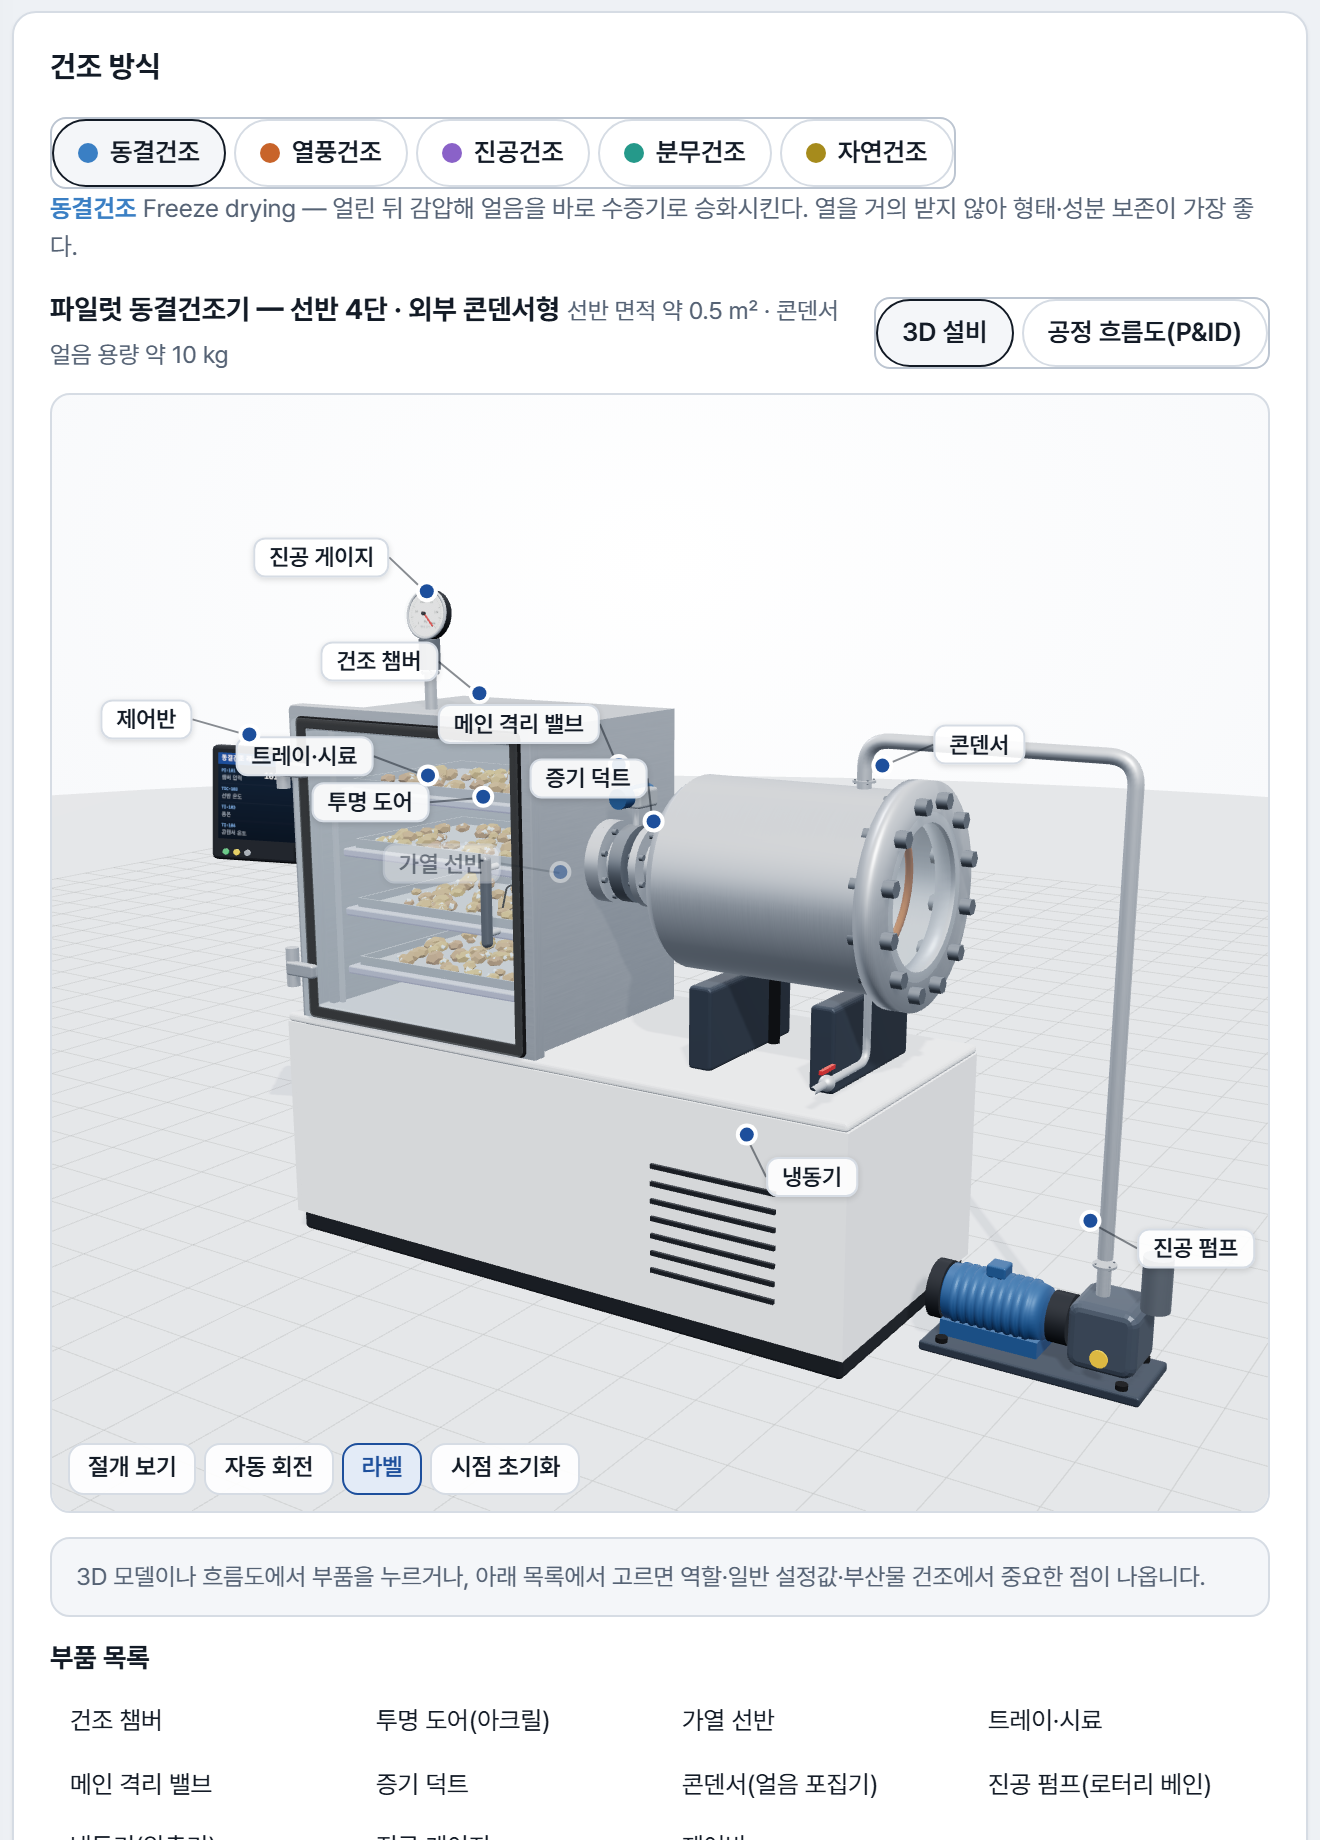 건조 방식
동결건조
열풍건조
진공건조
분무건조
자연건조
동결건조 Freeze drying — 얼린 뒤 감압해 얼음을 바로 수증기로 승화시킨다. 열을 거의 받지 않아 형태·성분 보존이 가장 좋
다.
파일럿 동결건조기 — 선반 4단 · 외부 콘덴서형 선반 면적 약 0.5 m² · 콘덴서
얼음 용량 약 10 kg
3D 설비
공정 흐름도(P&ID)
진공 게이지
건조 챔버
제어반
메인 격리 밸브
콘덴서
트레이·시료
증기 덕트
투명 도어
가열 선반
냉동기
진공 펌프
절개 보기
자동 회전
라벨
시점 초기화
3D 모델이나 흐름도에서 부품을 누르거나, 아래 목록에서 고르면 역할·일반 설정값·부산물 건조에서 중요한 점이 나옵니다.
부품 목록
건조 챔버
투명 도어(아크릴)
가열 선반
트레이·시료
메인 격리 밸브
증기 덕트
콘덴서(얼음 포집기)
진공 펌프(로터리 베인)